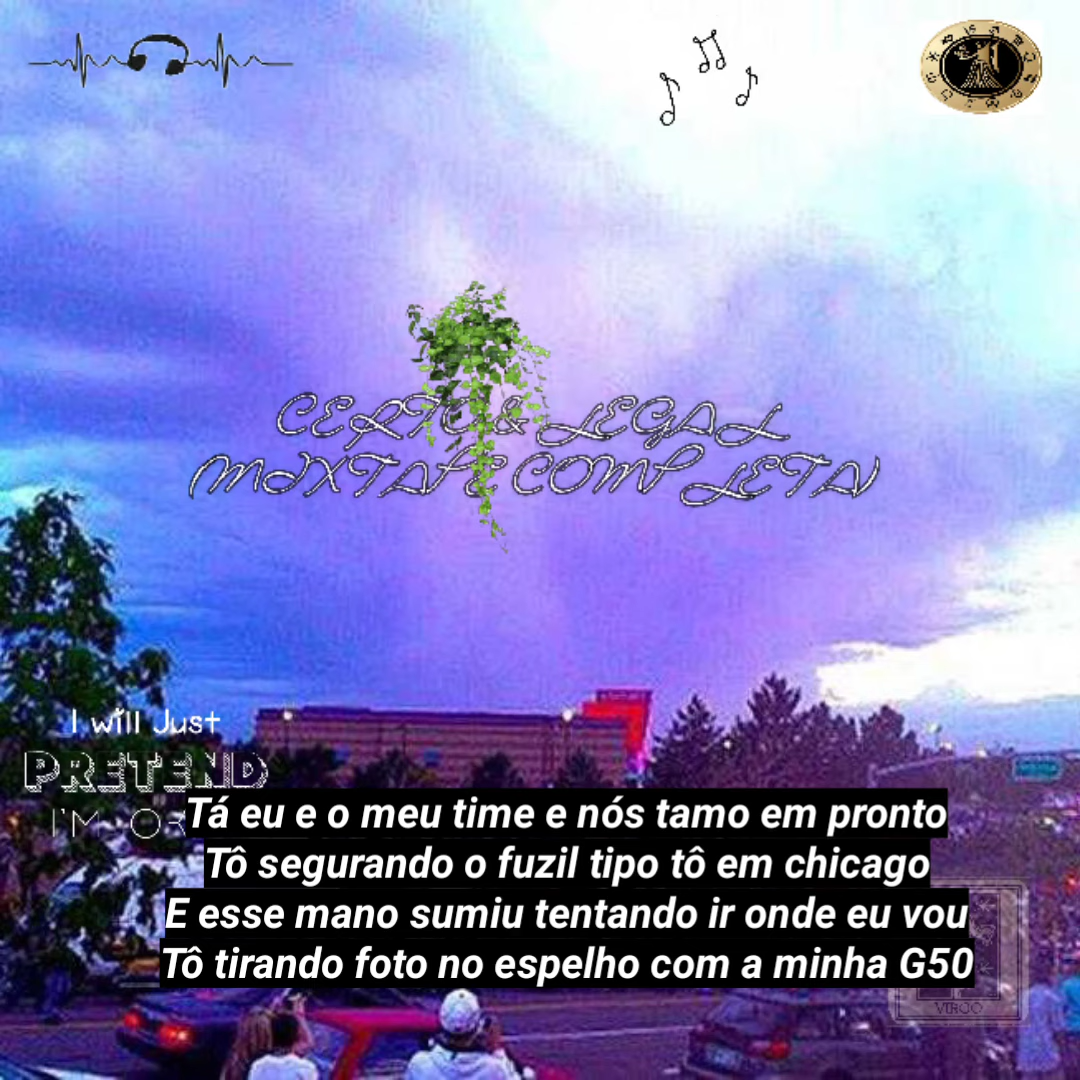 CERTO & LEGAL
(MIXTAPE COMPLETA)
I will Just
PRETEND
I'M
Tá eu e o meu time e nós tamo em pronto
Tô segurando o fuzil tipo tô em chicago
E esse mano sumiu tentando ir onde eu vou
Tô tirando foto no espelho com a minha G50
VIRGO